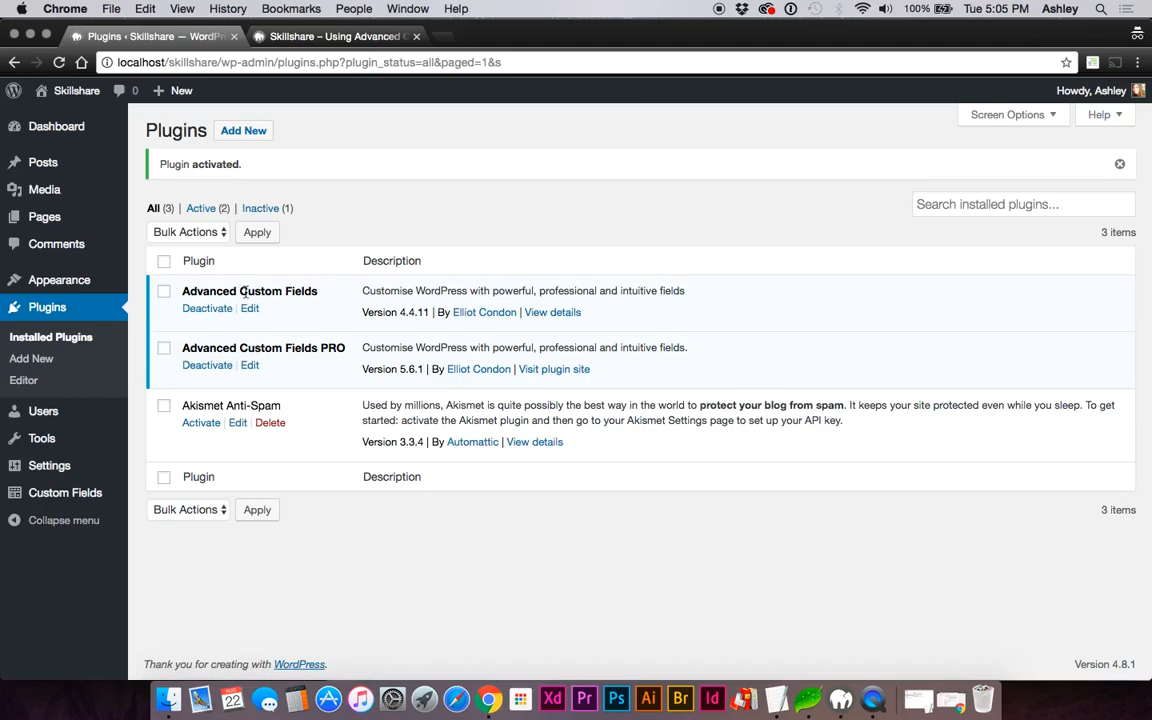 Chrome File Edit View History Bookmarks People Window Help 100% Tue 5:05 PM Ashley
Plugins ‹ Skillshare — WordPr Skillshare – Using Advanced C
localhost/skillshare/wp-admin/plugins.php?plugin_status=all&paged=1&s
Skillshare 0 New Howdy, Ashley
Screen Options Help
Dashboard
Posts
Media
Pages
Comments
Appearance
Plugins
Installed Plugins
Add New
Editor
Users
Tools
Settings
Custom Fields
Collapse menu
Plugins Add New
Plugin activated.
All (3) | Active (2) | Inactive (1)
Search installed plugins...
Bulk Actions Apply 3 items
Plugin Description
Advanced Custom Fields Customise WordPress with powerful, professional and intuitive fields
Deactivate | Edit Version 4.4.11 | By Elliot Condon | View details
Advanced Custom Fields PRO Customise WordPress with powerful, professional and intuitive fields.
Deactivate | Edit Version 5.6.1 | By Elliot Condon | Visit plugin site
Akismet Anti-Spam Used by millions, Akismet is quite possibly the best way in the world to protect your blog from spam. It keeps your site protected even while you sleep. To get
Activate | Edit | Delete started: activate the Akismet plugin and then go to your Akismet Settings page to set up your API key.
Version 3.3.4 | By Automattic | View details
Plugin Description
Bulk Actions Apply 3 items
Thank you for creating with WordPress. Version 4.8.1
AUG
22
Xd Pr Ps Ai Br Id